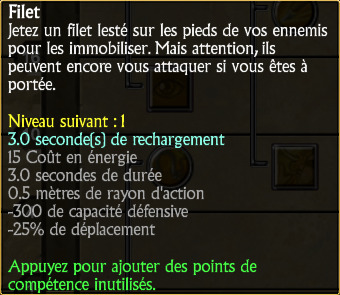 Filet
Jetez un filet lesté sur les pieds de vos ennemis
pour les immobiliser. Mais attention, ils
peuvent encore vous attaquer si vous êtes à
portée.
Niveau suivant : 1
3.0 seconde(s) de rechargement
15 Coût en énergie
3.0 secondes de durée
0.5 mètres de rayon d'action
-300 de capacité défensive
-25% de déplacement
Appuyez pour ajouter des points de
compétence inutilisés.